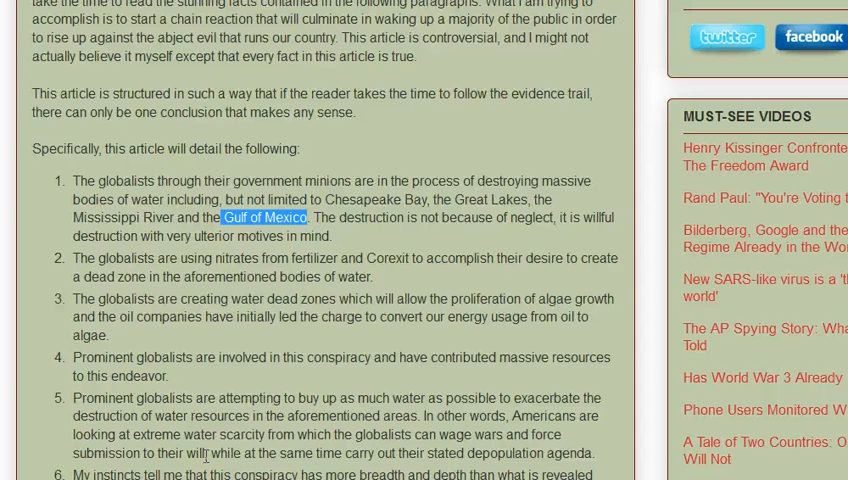 take the time to read the stunning facts contained in the following paragraphs. What I am trying to
accomplish is to start a chain reaction that will culminate in waking up a majority of the public in order
to rise up against the abject evil that runs our country. This article is controversial, and I might not
actually believe it myself except that every fact in this article is true.
This article is structured in such a way that if the reader takes the time to follow the evidence trail,
there can only be one conclusion that makes any sense.
Specifically, this article will detail the following:
1. The globalists through their government minions are in the process of destroying massive
bodies of water including, but not limited to Chesapeake Bay, the Great Lakes, the
Mississippi River and the Gulf of Mexico. The destruction is not because of neglect, it is willful
destruction with very ulterior motives in mind.
2. The globalists are using nitrates from fertilizer and Corexit to accomplish their desire to create
a dead zone in the aforementioned bodies of water.
3. The globalists are creating water dead zones which will allow the proliferation of algae growth
and the oil companies have initially led the charge to convert our energy usage from oil to
algae.
4. Prominent globalists are involved in this conspiracy and have contributed massive resources
to this endeavor.
5. Prominent globalists are attempting to buy up as much water as possible to exacerbate the
destruction of water resources in the aforementioned areas. In other words, Americans are
looking at extreme water scarcity from which the globalists can wage wars and force
submission to their will while at the same time carry out their stated depopulation agenda.
6. My instincts tell me that this conspiracy has more breadth and depth than what is revealed
twitter facebook
MUST-SEE VIDEOS
Henry Kissinger Confronte
The Freedom Award
Rand Paul: "You're Voting
Bilderberg, Google and the
Regime Already in the Wo
New SARS-like virus is a 't
world'
The AP Spying Story: Wha
Told
Has World War 3 Already
Phone Users Monitored W
A Tale of Two Countries: O
Will Not